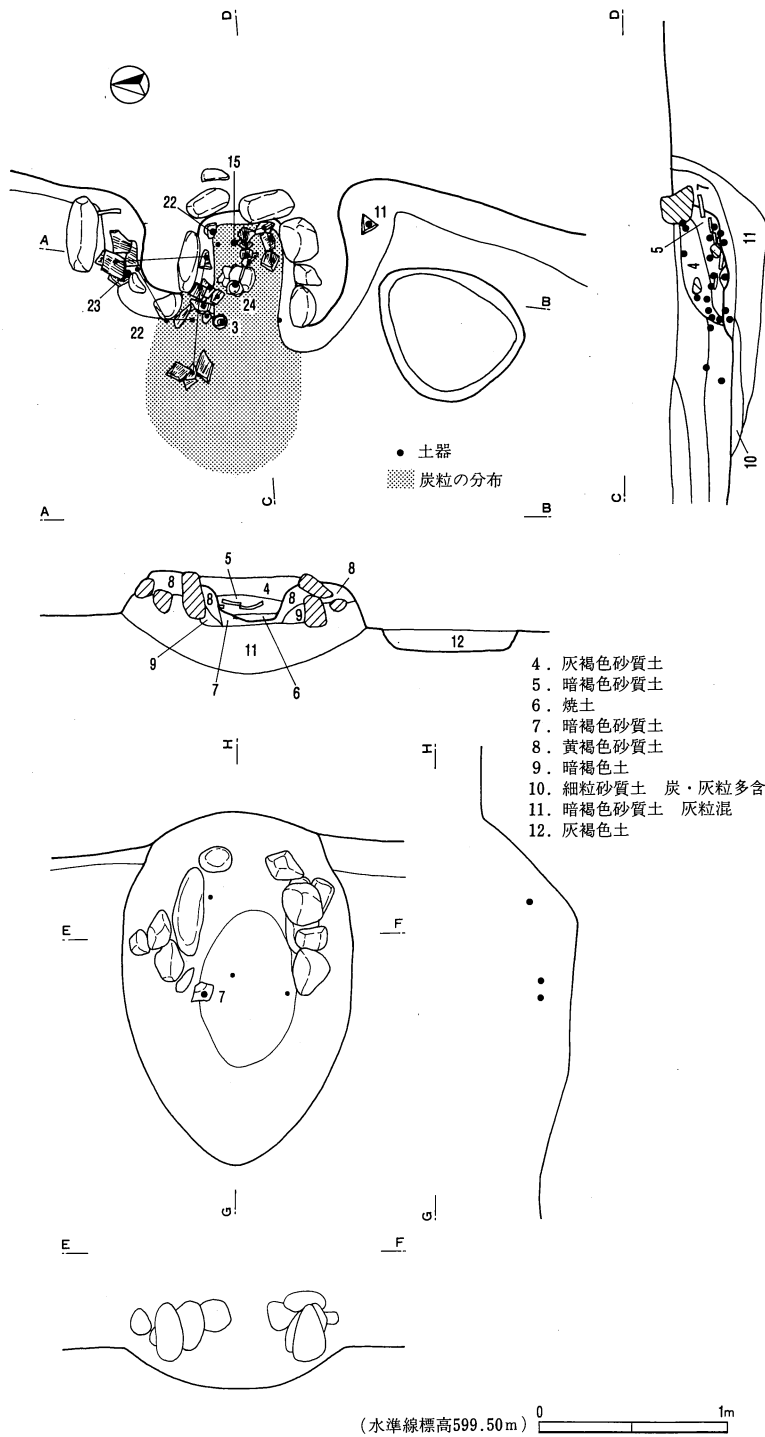 D
D
15
22
11
7
11
A
5
4
23
24
B
22
3
土器
炭粒の分布
10
C
C
A
B
5
8
4
8
8
8
9
11
12
9
7
6
4. 灰褐色砂質土
5. 暗褐色砂質土
6. 焼土
7. 暗褐色砂質土
8. 黄褐色砂質土
9. 暗褐色土
10. 細粒砂質土 炭・灰粒多含
11. 暗褐色砂質土 灰粒混
12. 灰褐色土
H
H
E
F
7
G
G
E
F
(水準線標高599.50m)
0
1m